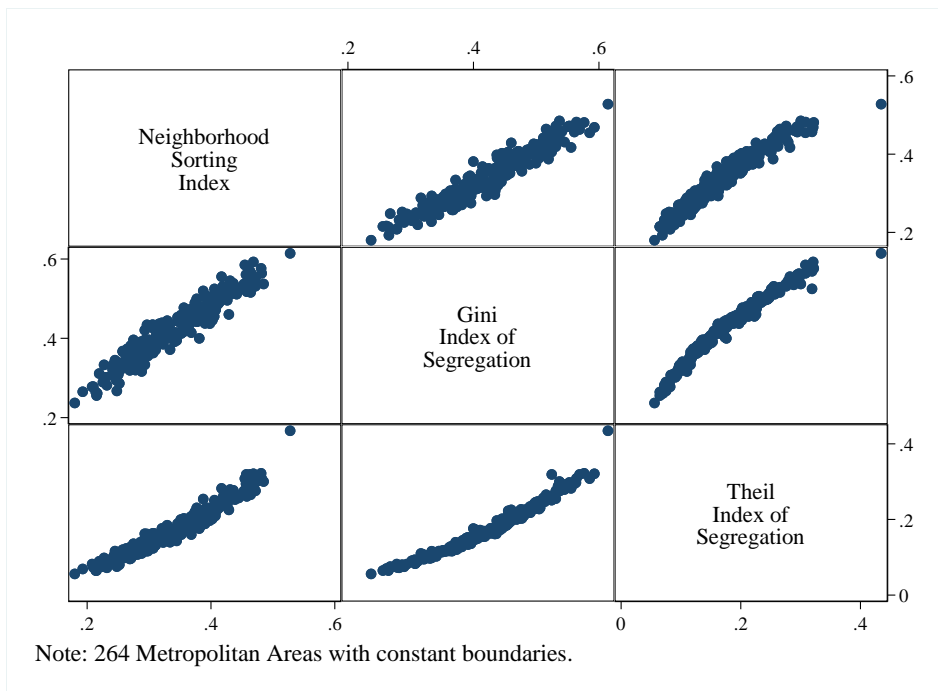 .2 .4 .6
Neighborhood
Sorting
Index
.2 .4 .6
.2 .4 .6
Gini
Index of
Segregation
Theil
Index of
Segregation
0 .2 .4
.2 .4 .6
0 .2 .4
Note: 264 Metropolitan Areas with constant boundaries.